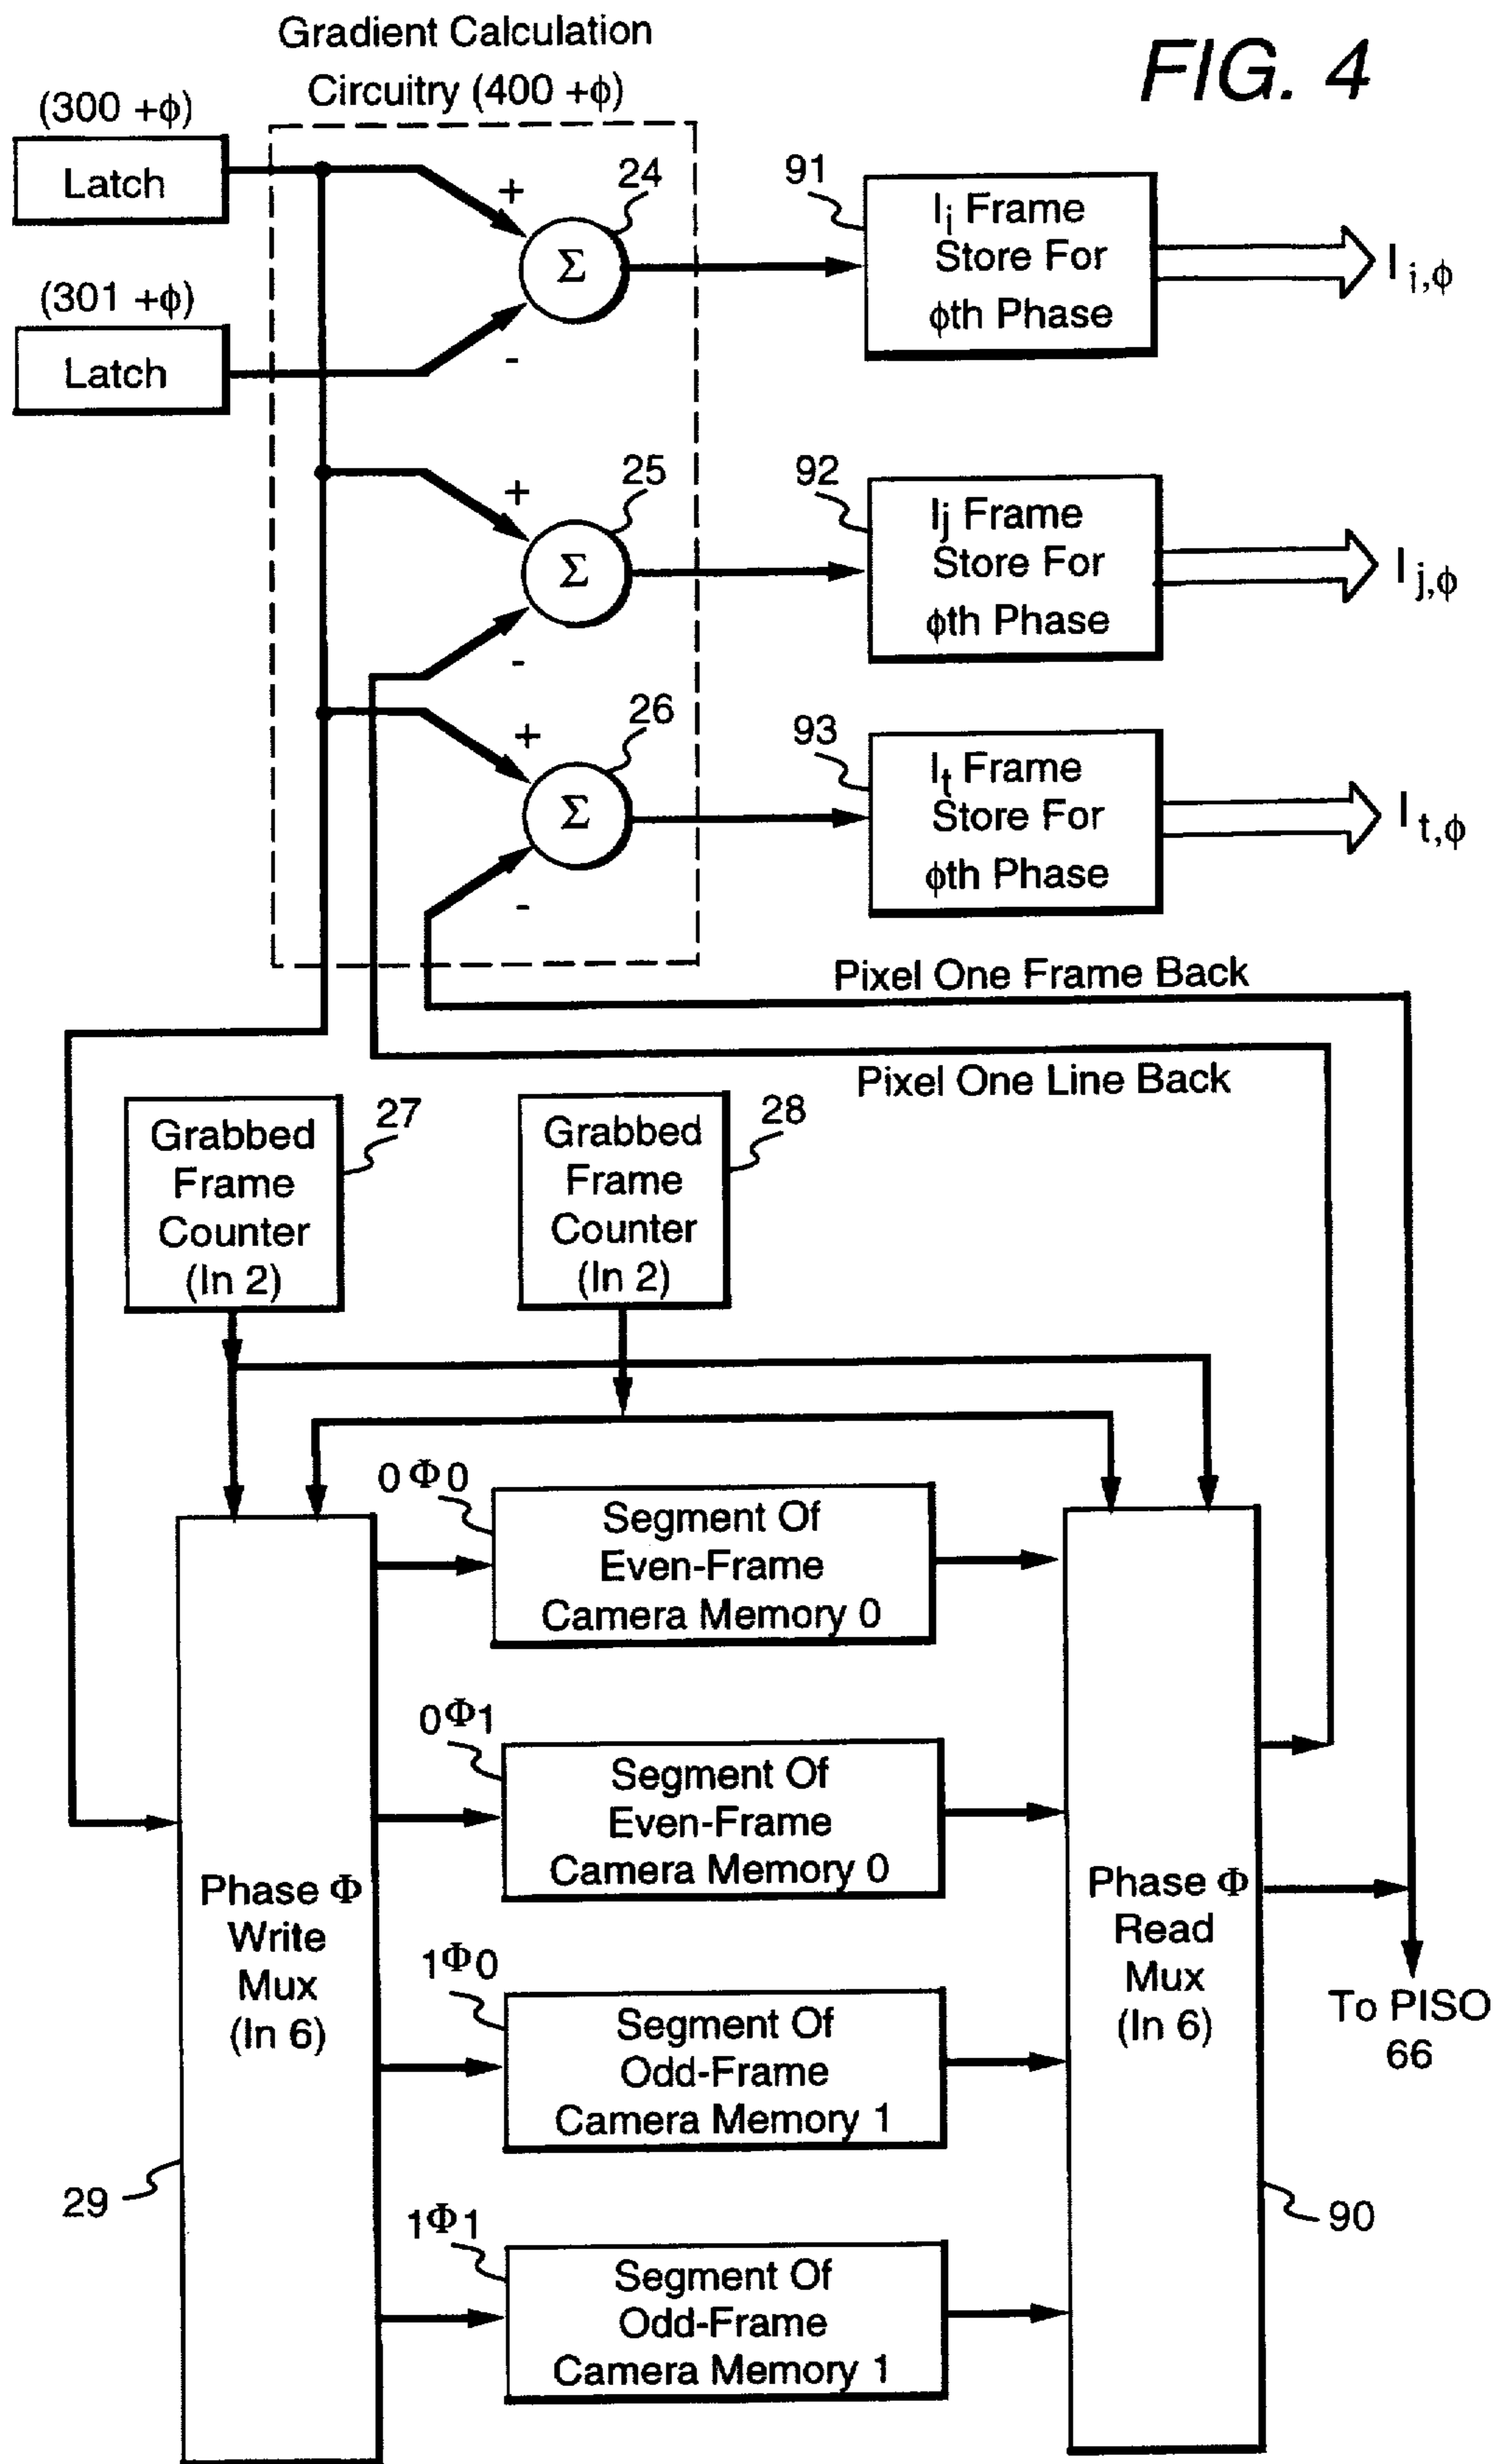 Gradient Calculation
Circuitry (400 +ϕ)
FIG. 4
(300 +ϕ)
Latch
(301 +ϕ)
Latch
+
24
Σ
-
91
Ii Frame
Store For
ϕth Phase
I i,ϕ
+
25
Σ
-
92
Ij Frame
Store For
ϕth Phase
I j,ϕ
+
26
Σ
-
93
It Frame
Store For
ϕth Phase
I t,ϕ
Pixel One Frame Back
Pixel One Line Back
Grabbed
Frame
Counter
(In 2)
27
Grabbed
Frame
Counter
(In 2)
28
0Φ0
Segment Of
Even-Frame
Camera Memory 0
0Φ1
Segment Of
Even-Frame
Camera Memory 0
1Φ0
Segment Of
Odd-Frame
Camera Memory 1
1Φ1
Segment Of
Odd-Frame
Camera Memory 1
Phase Φ
Write
Mux
(In 6)
29
Phase Φ
Read
Mux
(In 6)
90
To PISO
66